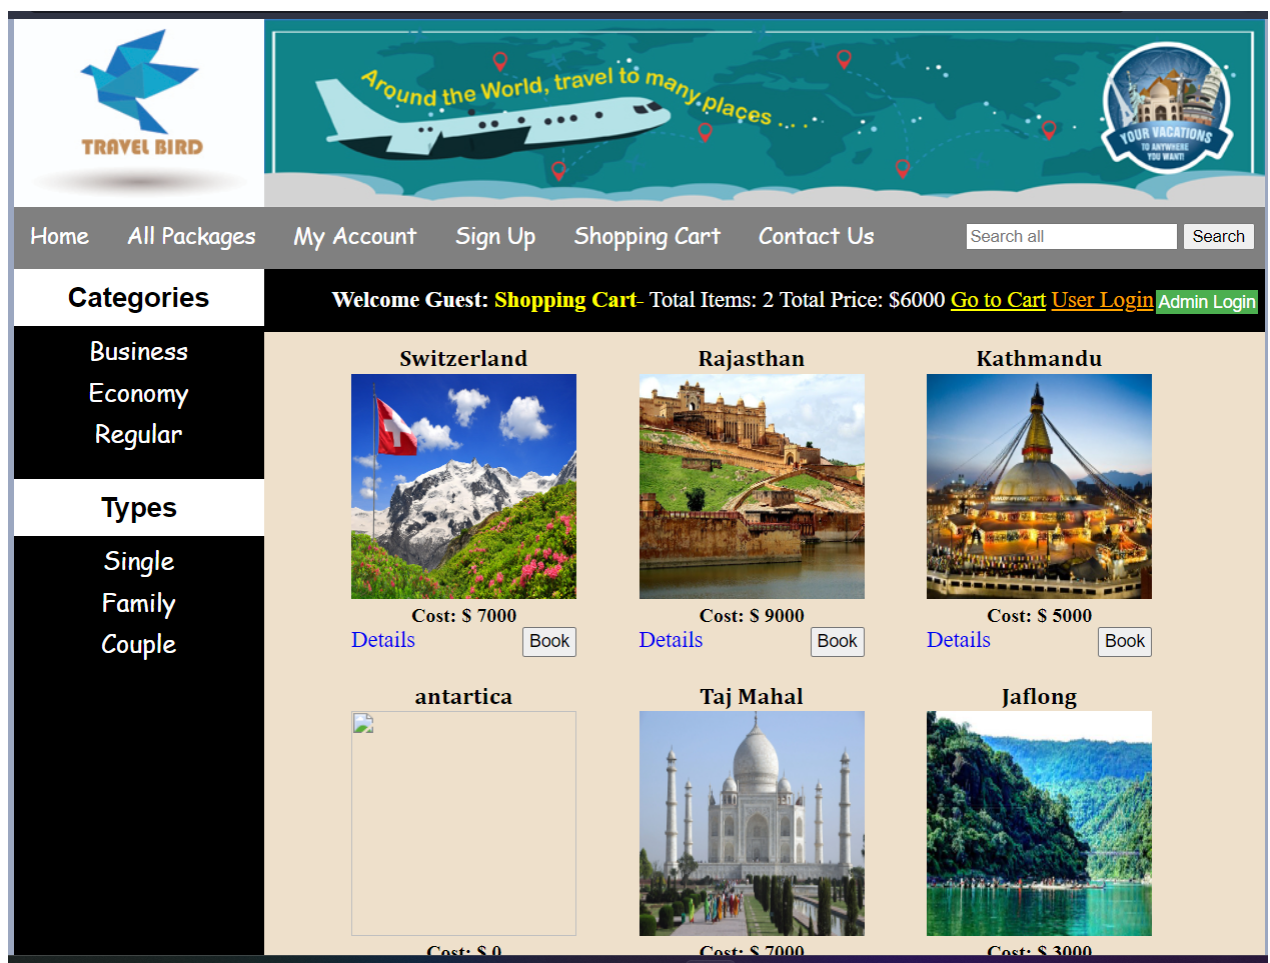 TRAVEL BIRD
Around the World, travel to many places ... .
YOUR VACATIONS
TO ANYWHERE
YOU WANT!
Home All Packages My Account Sign Up Shopping Cart Contact Us Search all Search
Categories
Business
Economy
Regular
Types
Single
Family
Couple
Welcome Guest: Shopping Cart- Total Items: 2 Total Price: $6000 Go to Cart User Login Admin Login
Switzerland Rajasthan Kathmandu
Cost: $ 7000 Cost: $ 9000 Cost: $ 5000
Details Book Details Book Details Book
antartica Taj Mahal Jaflong
Cost: $ 0 Cost: $ 7000 Cost: $ 3000